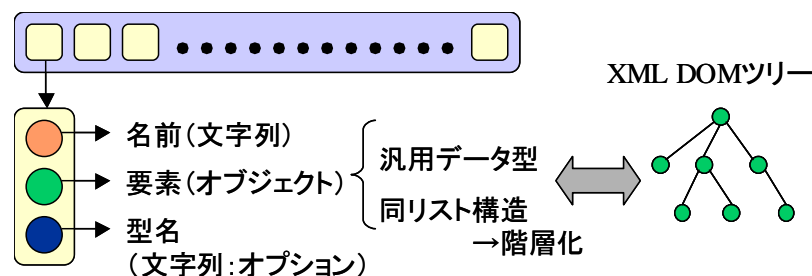 XML DOMツリー
名前(文字列)
要素(オブジェクト)
型名
(文字列:オプション)
汎用データ型
同リスト構造
→階層化